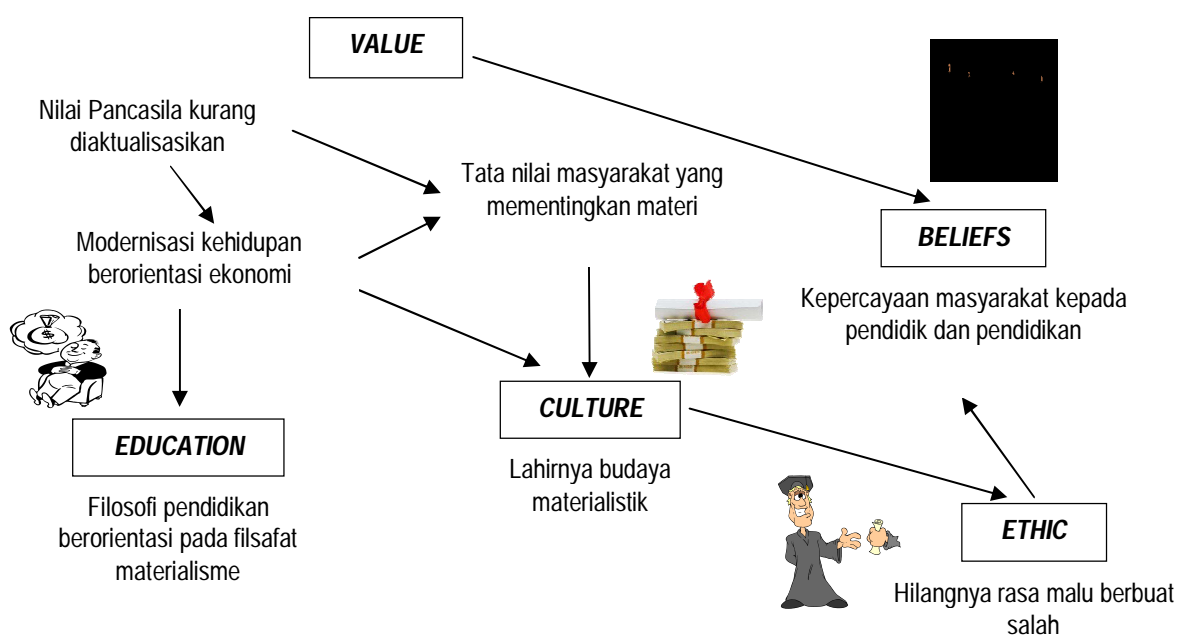 VALUE
Nilai Pancasila kurang
diaktualisasikan
Tata nilai masyarakat yang
mementingkan materi
Modernisasi kehidupan
berorientasi ekonomi
BELIEFS
Kepercayaan masyarakat kepada
pendidik dan pendidikan
$
EDUCATION
Filosofi pendidikan
berorientasi pada filsafat
materialisme
CULTURE
Lahirnya budaya
materialistik
ETHIC
Hilangnya rasa malu berbuat
salah